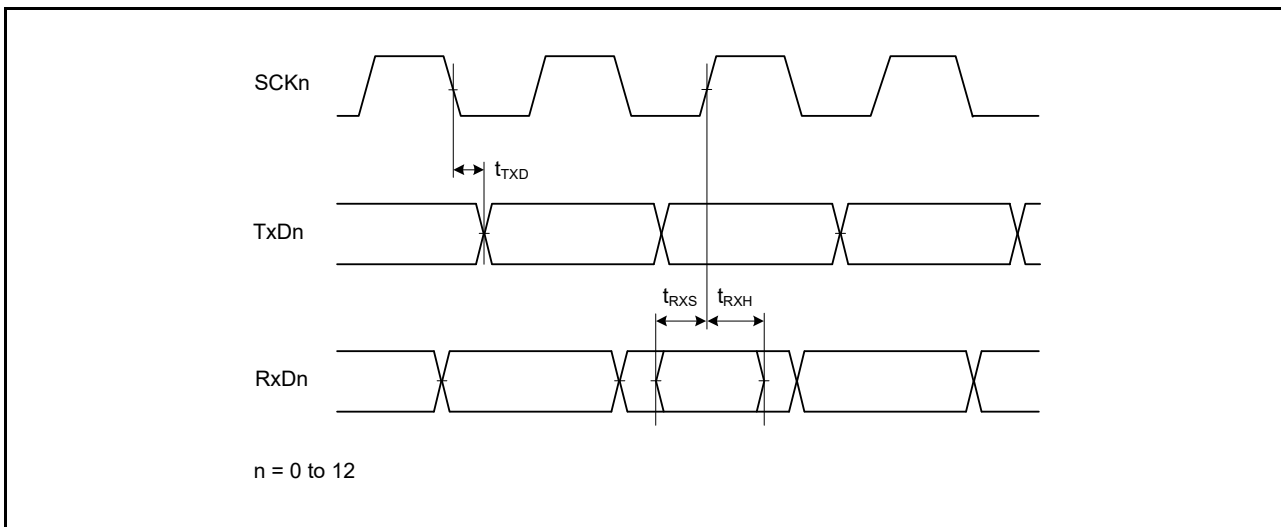 SCKn
tTXD
TxDn
tRXS tRXH
RxDn
n = 0 to 12